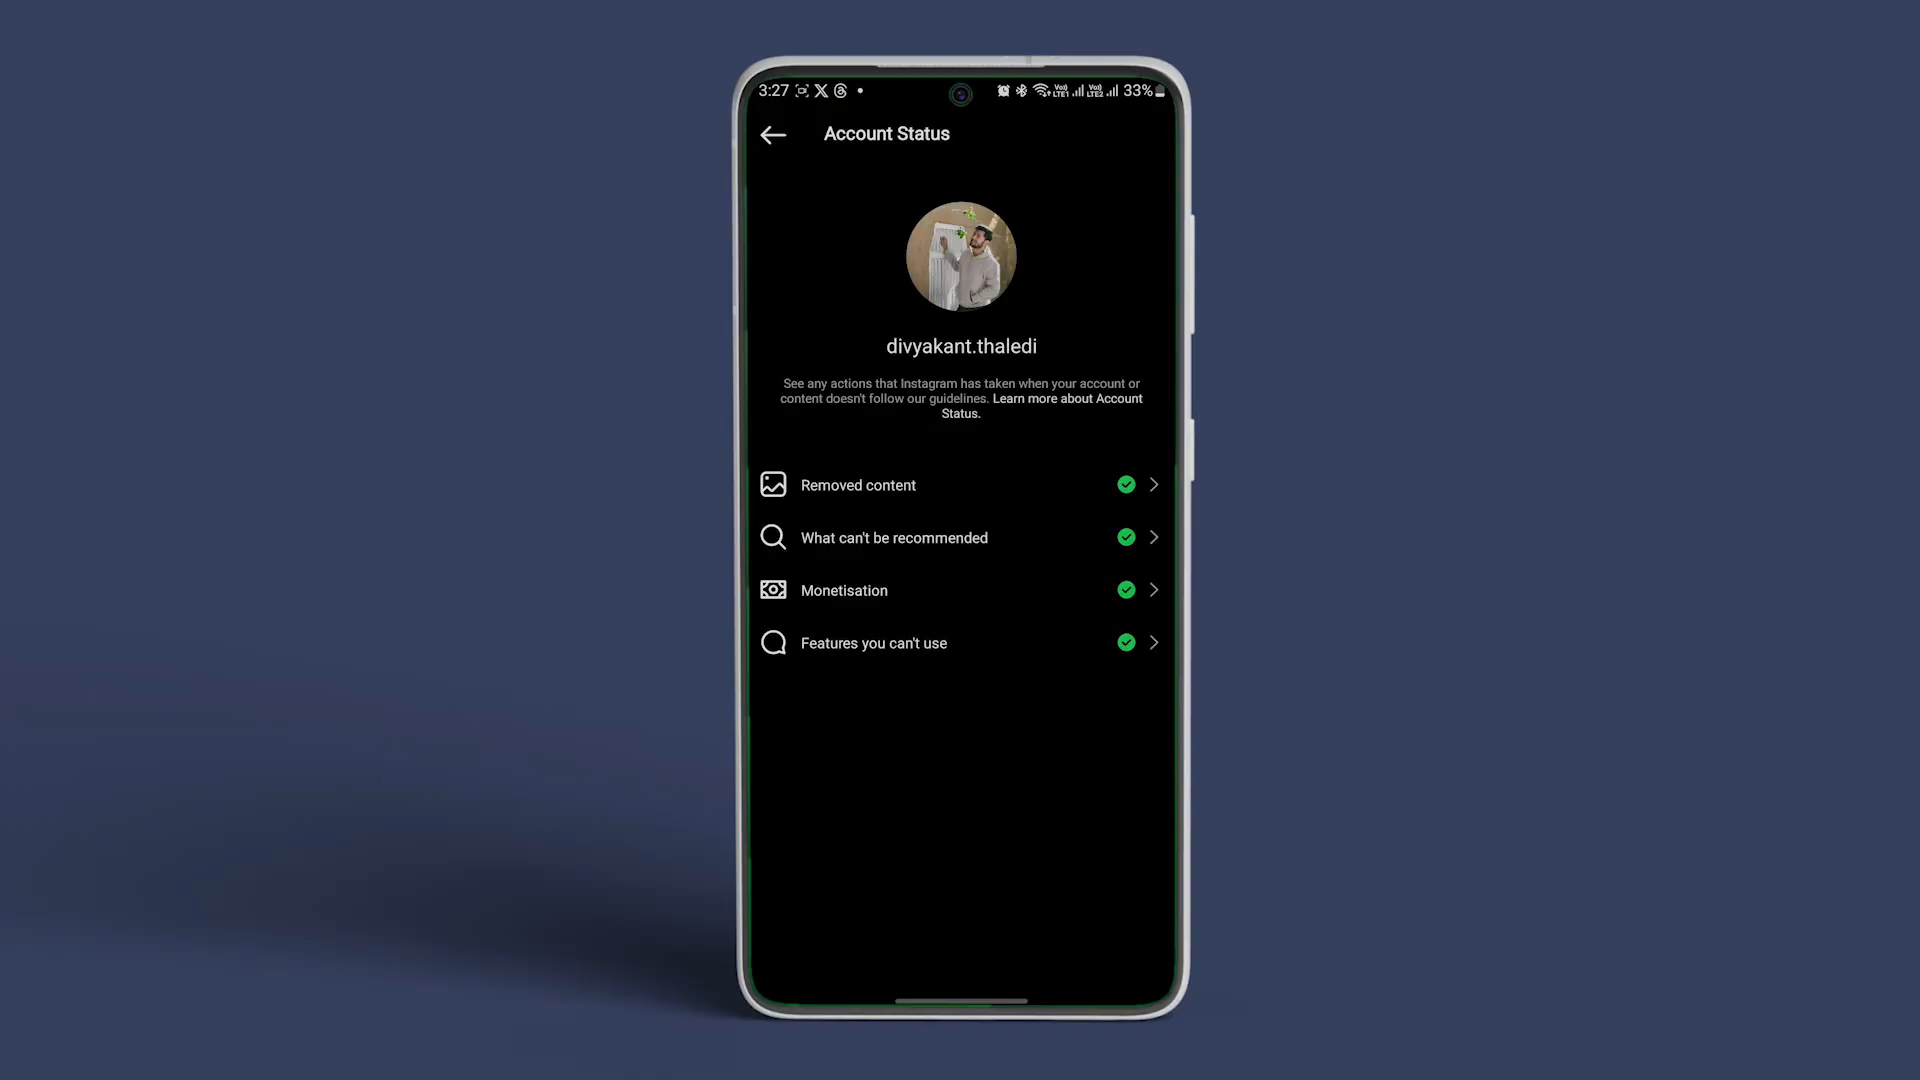 3:27 33%
Account Status
divyakant.thaledi
See any actions that Instagram has taken when your account or
content doesn't follow our guidelines. Learn more about Account
Status.
Removed content
What can't be recommended
Monetisation
Features you can't use